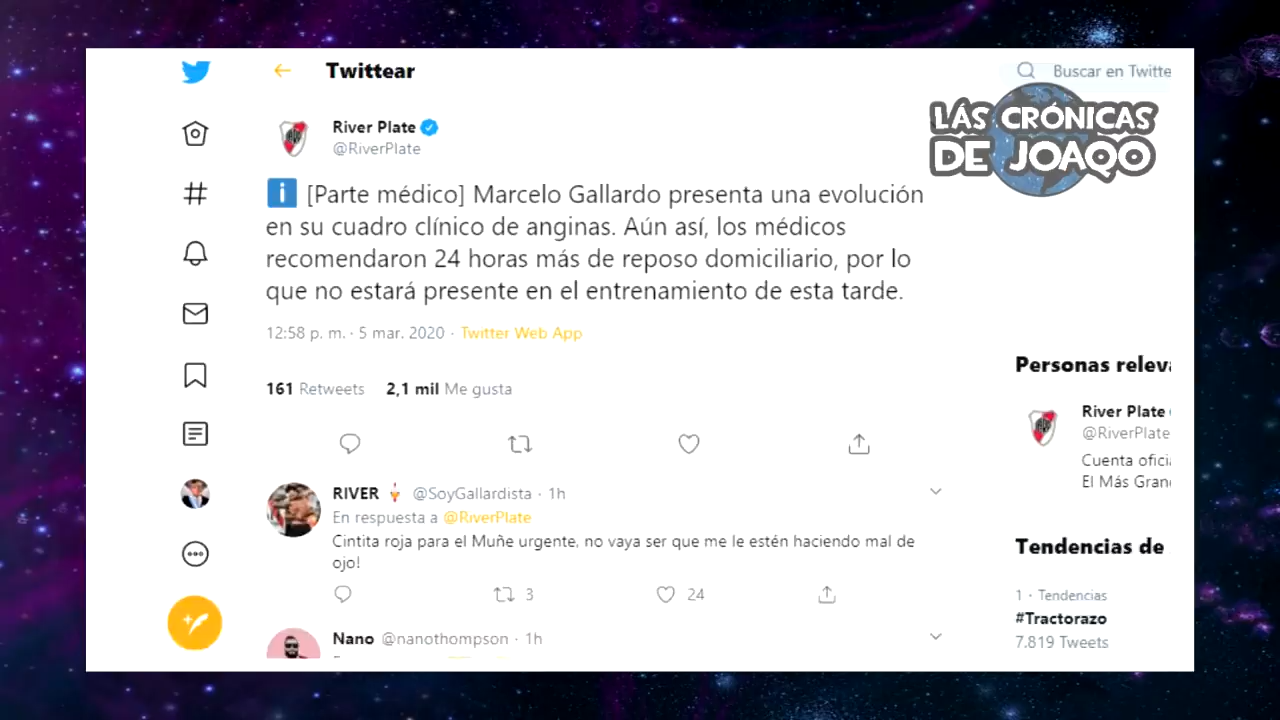 Twittear
Buscar en Twitte
LÁS CRÓNICAS
DE JOAQO
River Plate
@RiverPlate
[Parte médico] Marcelo Gallardo presenta una evolución
en su cuadro clínico de anginas. Aún así, los médicos
recomendaron 24 horas más de reposo domiciliario, por lo
que no estará presente en el entrenamiento de esta tarde.
12:58 p. m. · 5 mar. 2020 · Twitter Web App
161 Retweets 2,1 mil Me gusta
RIVER @SoyGallardista · 1h
En respuesta a @RiverPlate
Cintita roja para el Muñe urgente, no vaya ser que me le estén haciendo mal de
ojo!
3 24
Nano @nanothompson · 1h
Personas releva
River Plate
@RiverPlate
Cuenta oficia
El Más Gran
Tendencias de
1 · Tendencias
#Tractorazo
7.819 Tweets